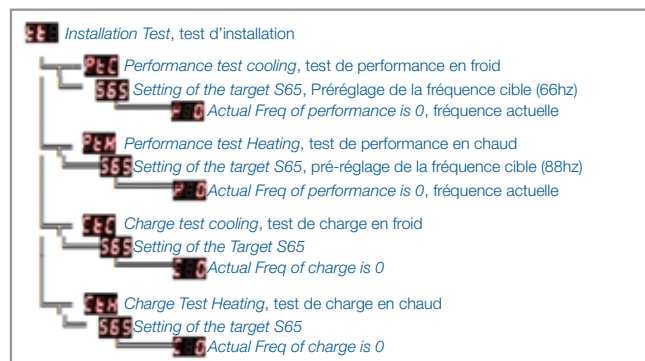 tt Installation Test, test d'installation
PtC Performance test cooling, test de performance en froid
S65 Setting of the target S65, Préréglage de la fréquence cible (66hz)
0 Actual Freq of performance is 0, fréquence actuelle
PtH Performance test Heating, test de performance en chaud
S65 Setting of the target S65, pré-réglage de la fréquence cible (88hz)
0 Actual Freq of performance is 0, fréquence actuelle
CtC Charge test cooling, test de charge en froid
S65 Setting of the Target S65
0 Actual Freq of charge is 0
CtH Charge Test Heating, test de charge en chaud
S65 Setting of the target S65
0 Actual Freq of charge is 0